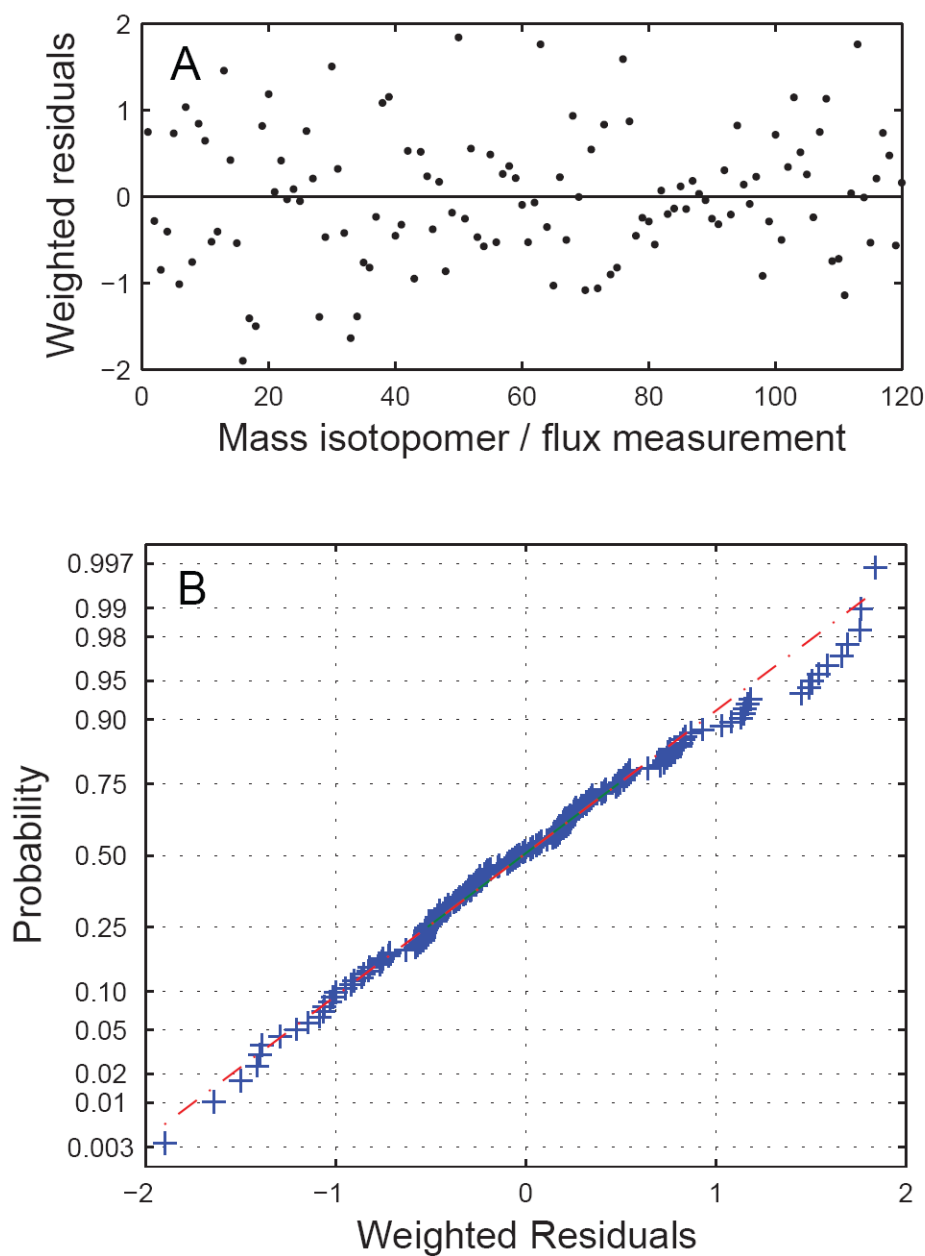 A
Weighted residuals
2
1
0
−1
−2
0 20 40 60 80 100 120
Mass isotopomer / flux measurement
B
Probability
0.997
0.99
0.98
0.95
0.90
0.75
0.50
0.25
0.10
0.05
0.02
0.01
0.003
−2 −1 0 1 2
Weighted Residuals